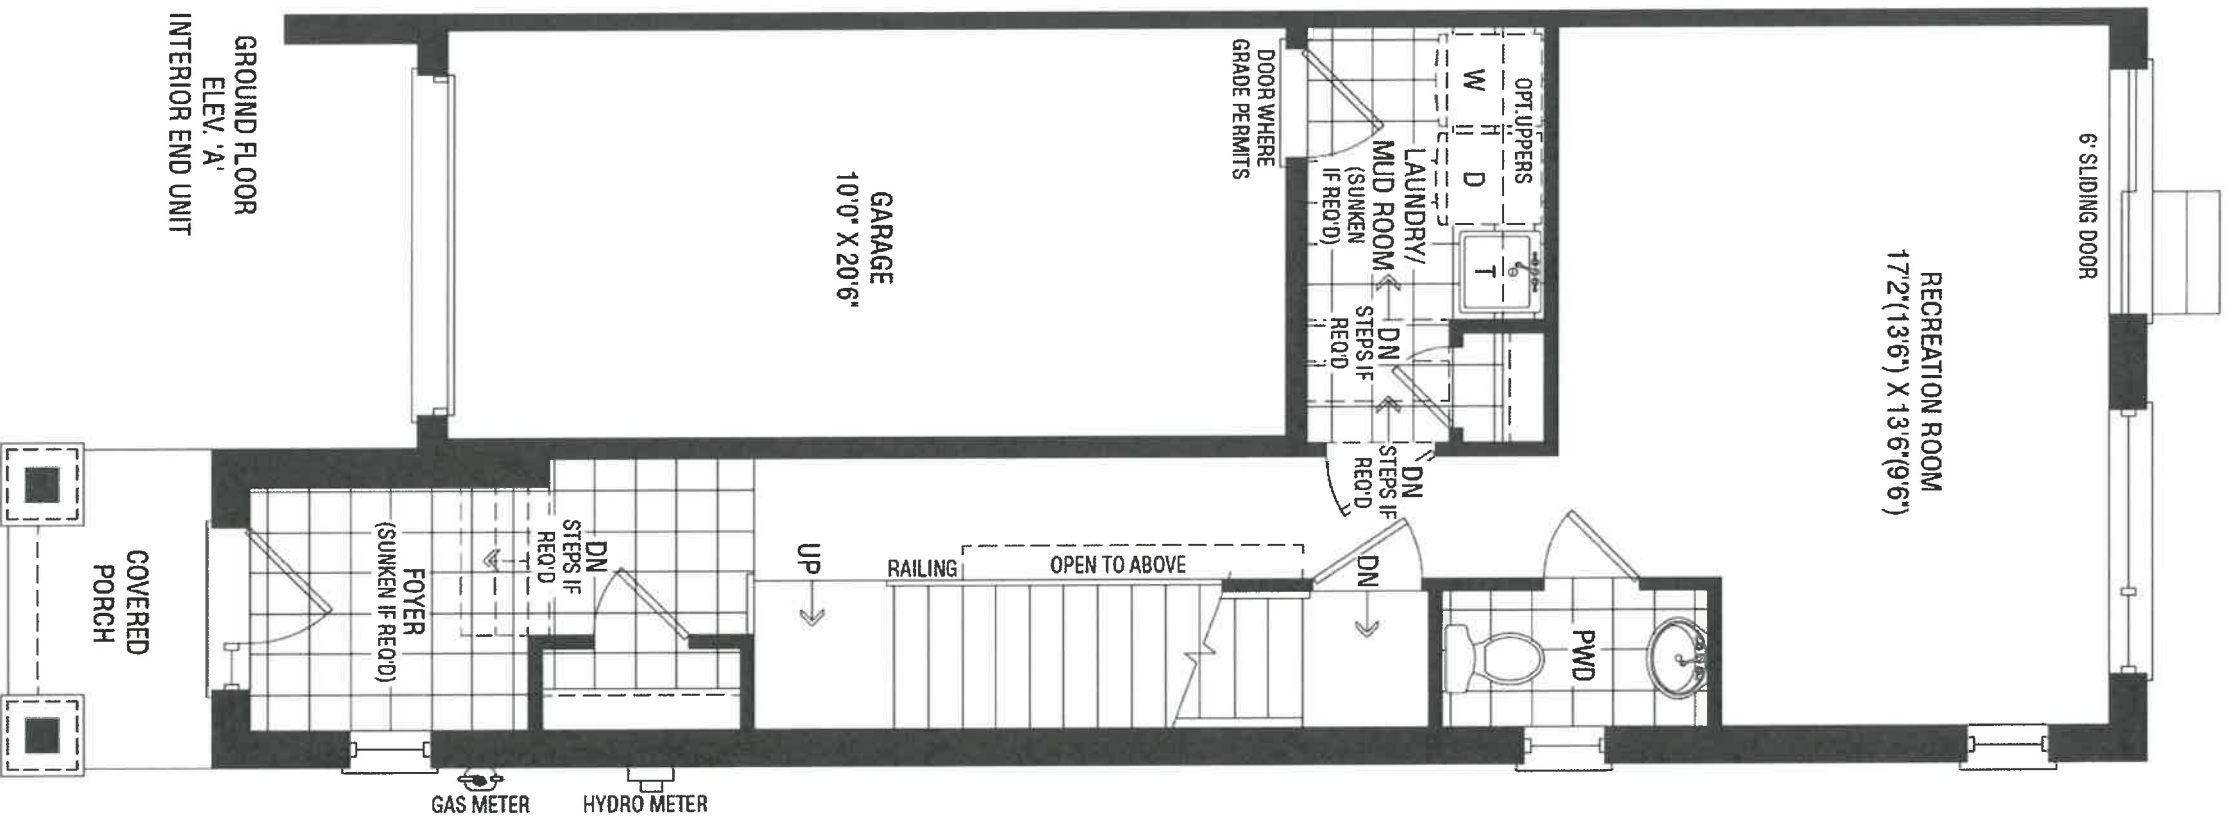 6' SLIDING DOOR
RECREATION ROOM
17'2"(13'6") X 13'6"(9'6")
OPT.UPPERS
W
D
T
LAUNDRY/
MUD ROOM
(SUNKEN
IF REQ'D)
DN
STEPS IF
REQ'D
DN
STEPS IF
REQ'D
DOOR WHERE
GRADE PERMITS
PWD
DN
OPEN TO ABOVE
RAILING
UP
GARAGE
10'0" X 20'6"
DN
STEPS IF
REQ'D
FOYER
(SUNKEN IF REQ'D)
HYDRO METER
GAS METER
COVERED
PORCH
GROUND FLOOR
ELEV. 'A'
INTERIOR END UNIT